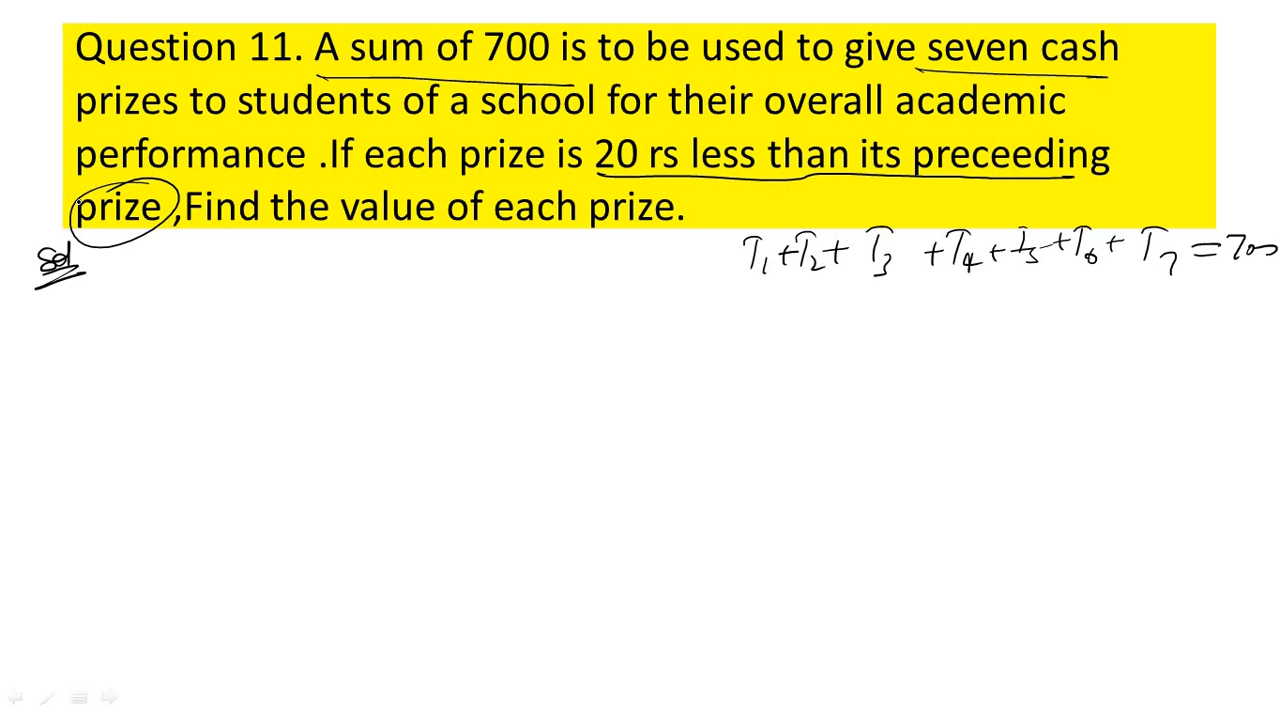 Question 11. A sum of 700 is to be used to give seven cash
prizes to students of a school for their overall academic
performance .If each prize is 20 rs less than its preceeding
prize ,Find the value of each prize.
Sol
T₁ + T₂ + T₃ + T₄ + T₅ + T₆ + T₇ = 700